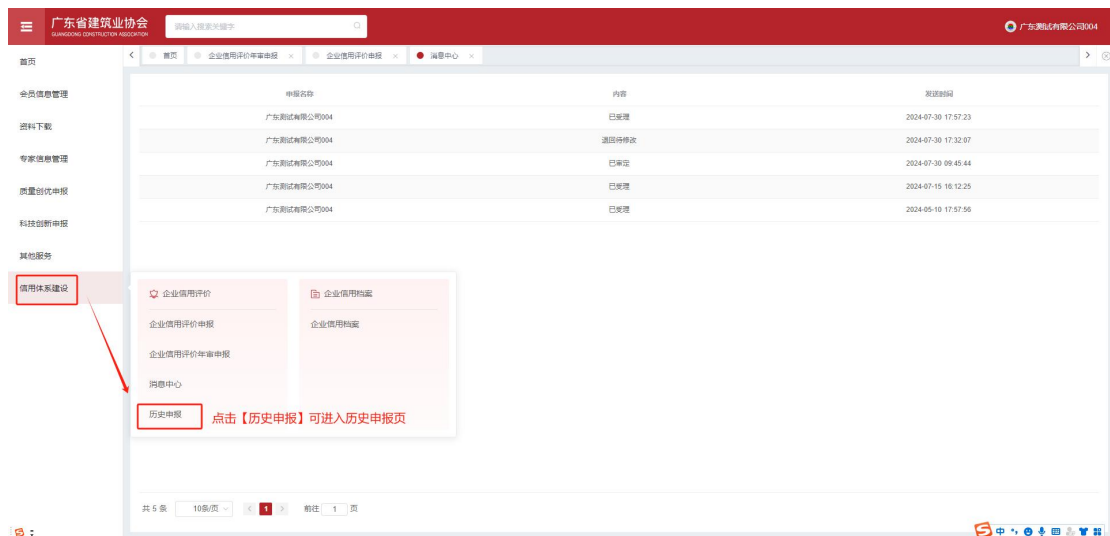 广东省建筑业协会
GUANGDONG CONSTRUCTION ASSOCIATION
请输入搜索关键字
广东测试有限公司004
首页
会员信息管理
资料下载
专家信息管理
质量创优申报
科技创新申报
其他服务
信用体系建设
首页 企业信用评价年审申报 × 企业信用评价申报 × 消息中心 ×
申报名称 内容 发送时间
广东测试有限公司004 已受理 2024-07-30 17:57:23
广东测试有限公司004 退回待修改 2024-07-30 17:32:07
广东测试有限公司004 已审定 2024-07-30 09:45:44
广东测试有限公司004 已受理 2024-07-15 16:12:25
广东测试有限公司004 已受理 2024-05-10 17:57:56
企业信用评价 企业信用档案
企业信用评价申报 企业信用档案
企业信用评价年审申报
消息中心
历史申报 点击【历史申报】可进入历史申报页
共 5 条 10条/页 1 前往 1 页
中